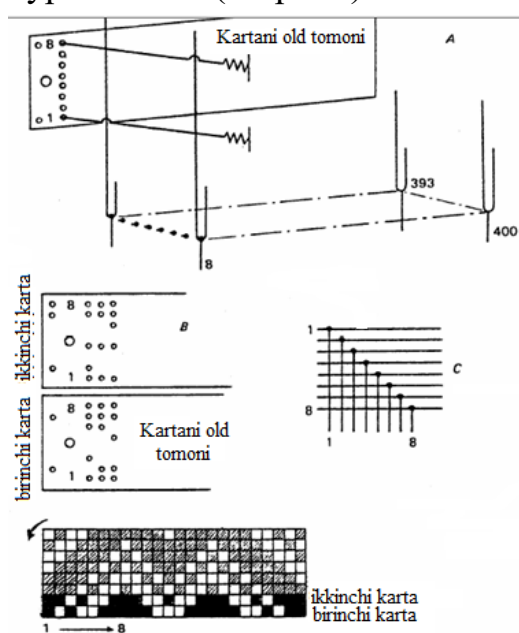 Kartani old tomoni
A
8
1
393
400
8
ikkinchi karta
8
1
B
birinchi karta
8
1
Kartani old
tomoni
1
8
C
1
8
ikkinchi karta
birinchi karta
1
8